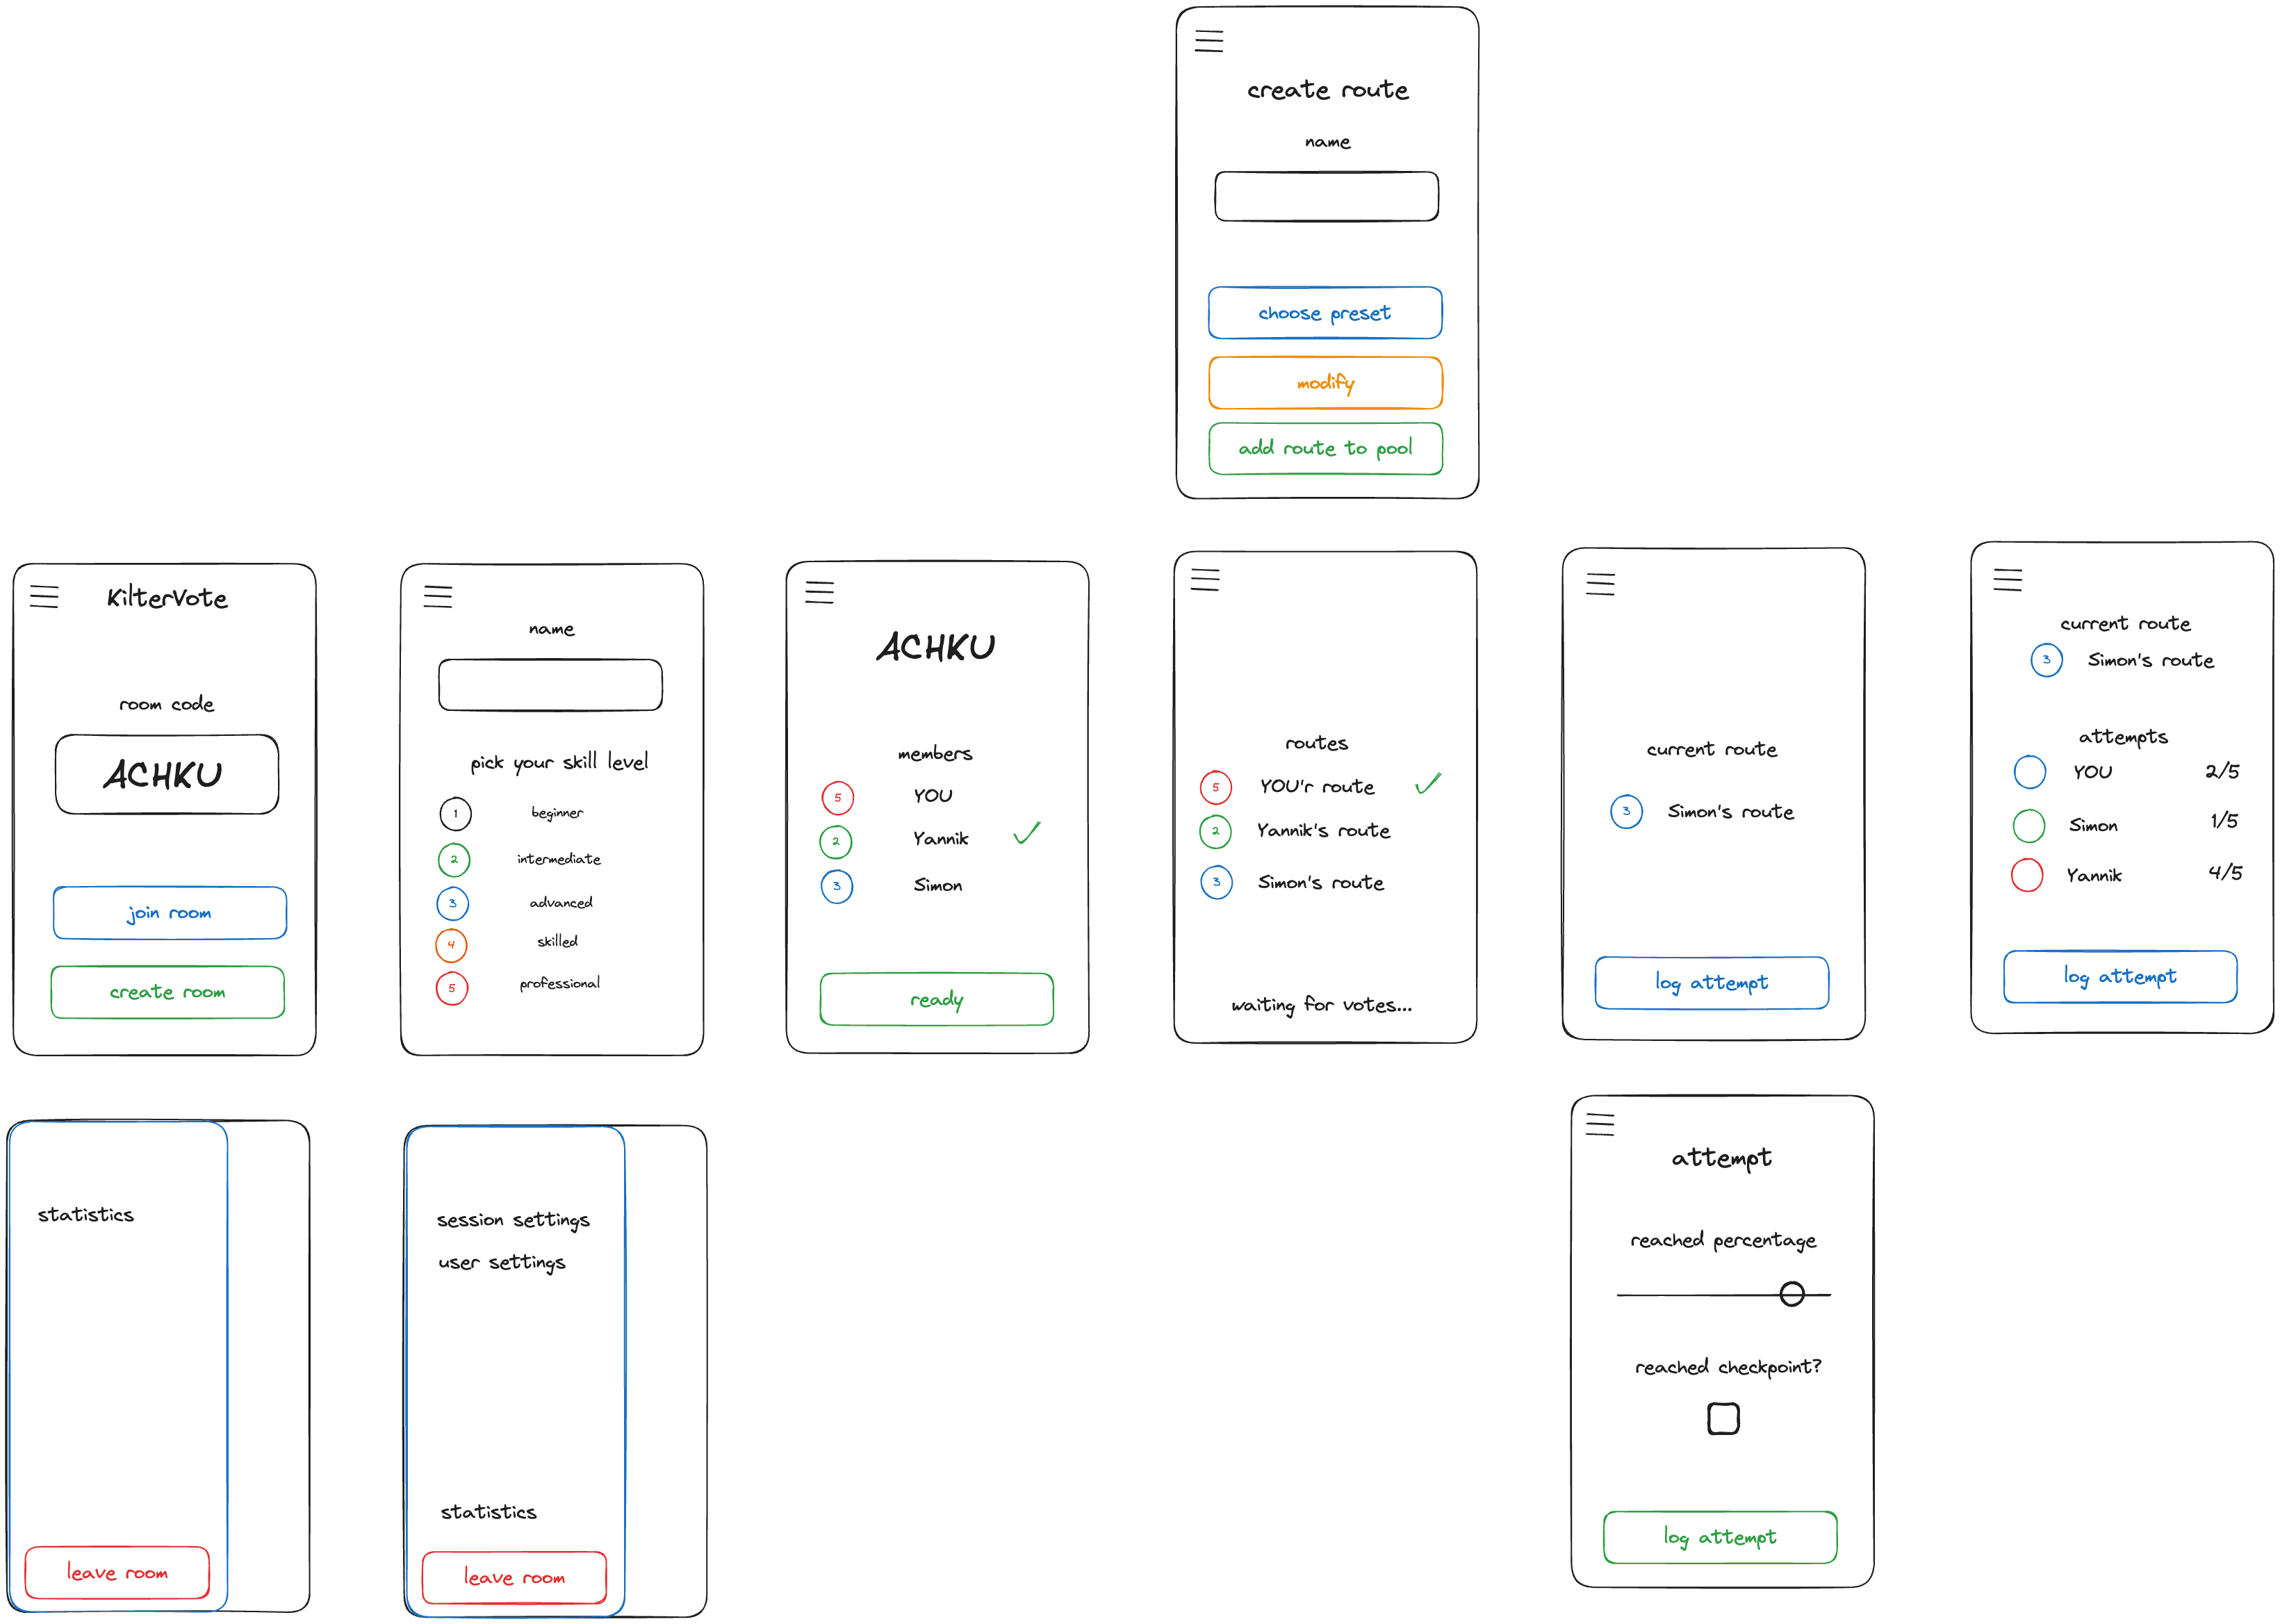 create route
name
choose preset
modify
add route to pool
KilterVote
room code
ACHKU
join room
create room
name
pick your skill level
1 beginner
2 intermediate
3 advanced
4 skilled
5 professional
ACHKU
members
5 YOU
2 Yannik
3 Simon
ready
routes
5 YOU'r route
2 Yannik's route
3 Simon's route
waiting for votes...
current route
3 Simon's route
log attempt
current route
3 Simon's route
attempts
YOU 2/5
Simon 1/5
Yannik 4/5
log attempt
statistics
leave room
session settings
user settings
statistics
leave room
attempt
reached percentage
reached checkpoint?
log attempt